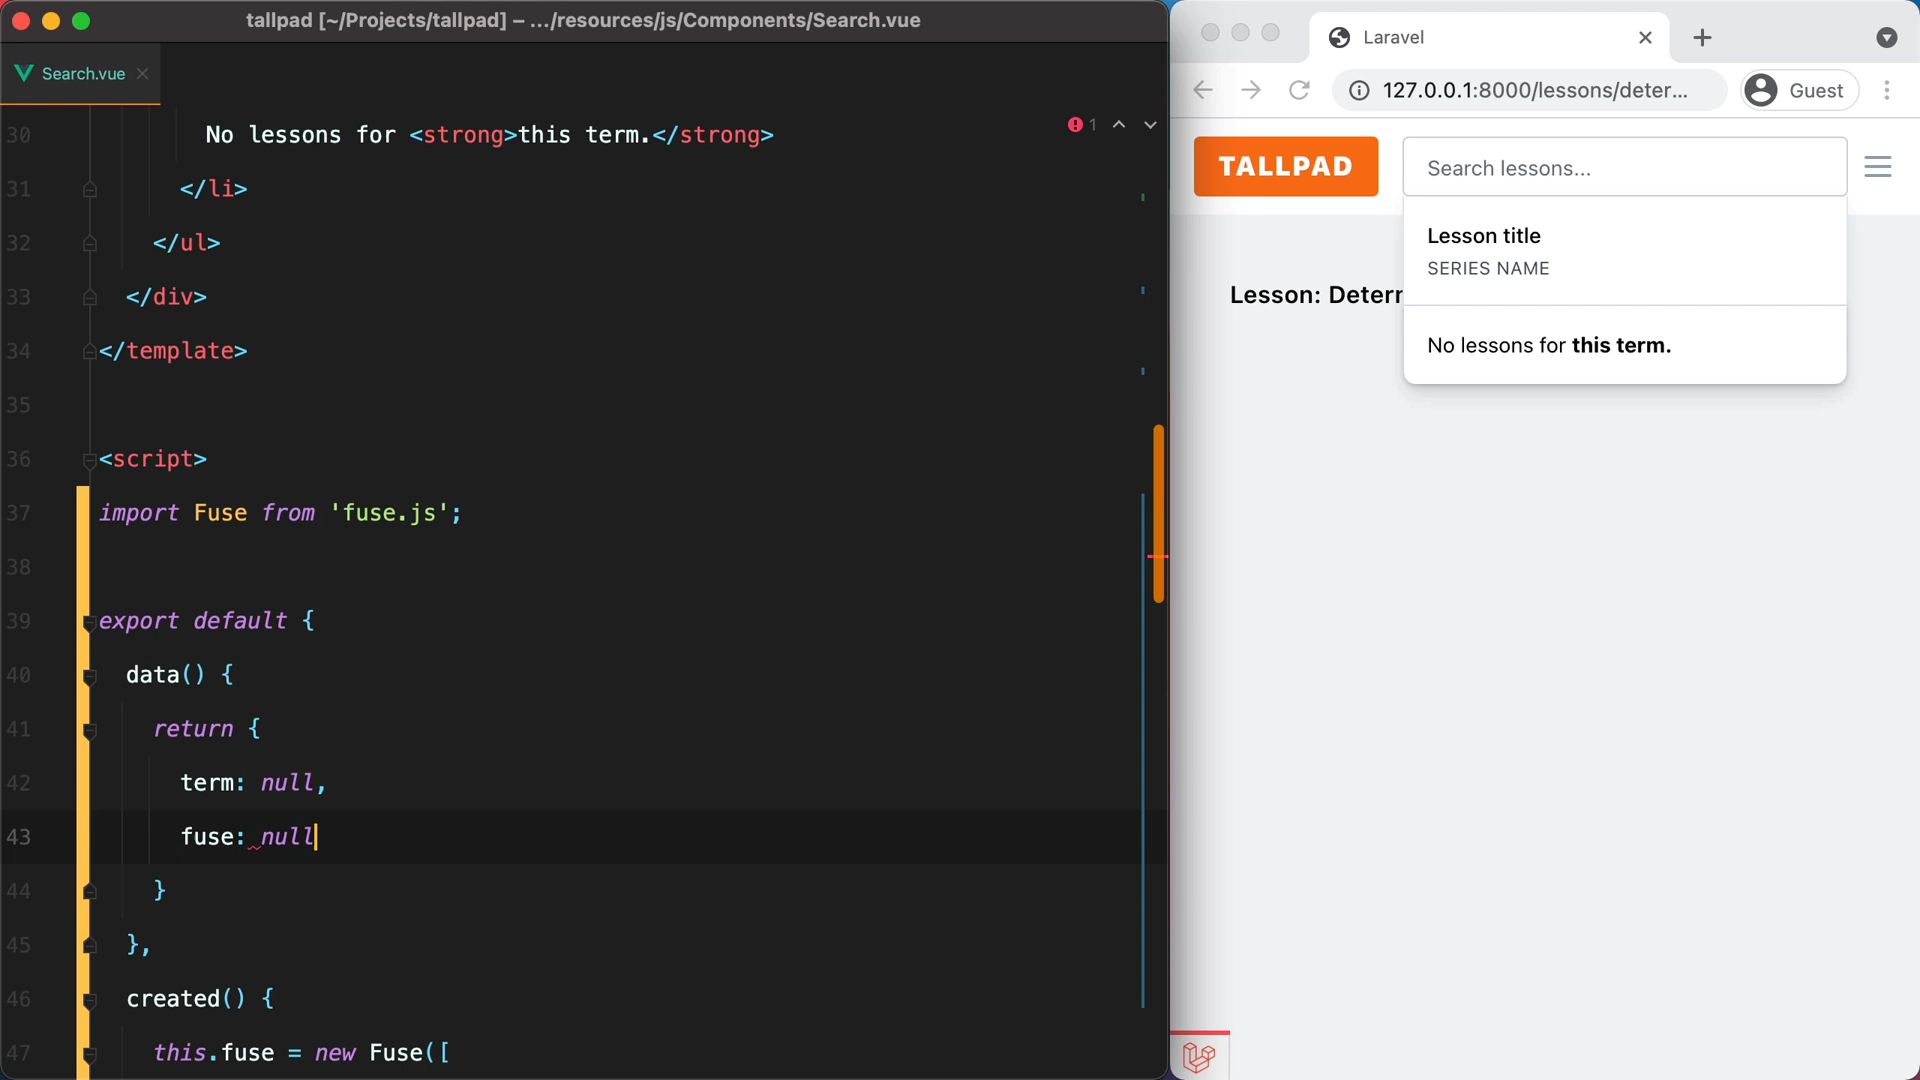 tallpad [~/Projects/tallpad] – .../resources/js/Components/Search.vue
Search.vue
1
30 No lessons for <strong>this term.</strong>
31 </li>
32 </ul>
33 </div>
34 </template>
35
36 <script>
37 import Fuse from 'fuse.js';
38
39 export default {
40 data() {
41 return {
42 term: null,
43 fuse: null
44 }
45 },
46 created() {
47 this.fuse = new Fuse([
Laravel
127.0.0.1:8000/lessons/deter...
Guest
TALLPAD
Search lessons...
Lesson title
SERIES NAME
Lesson: Deter
No lessons for this term.